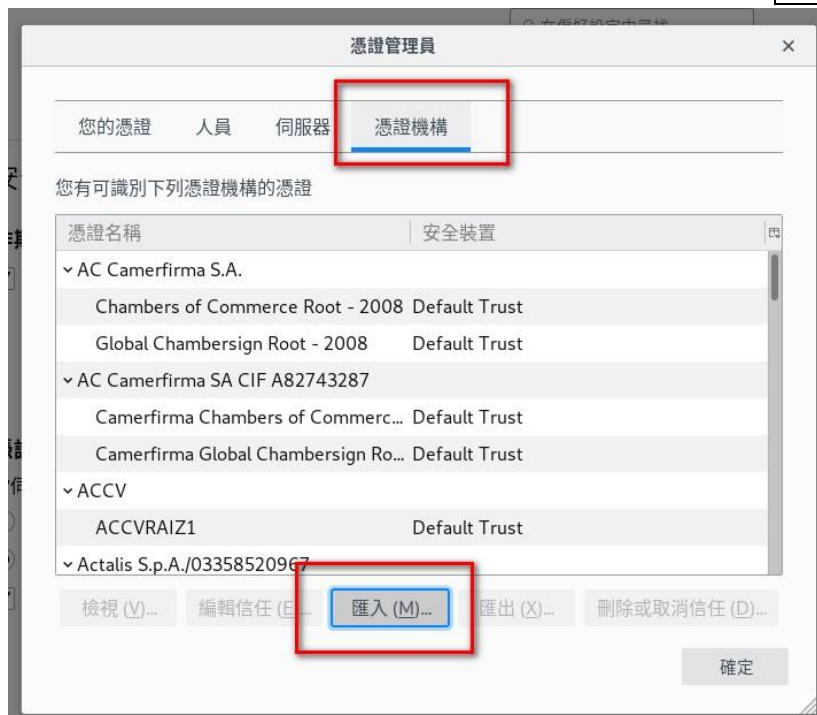 憑證管理員
您的憑證 人員 伺服器 憑證機構
您有可識別下列憑證機構的憑證
憑證名稱 安全裝置
AC Camerfirma S.A.
Chambers of Commerce Root - 2008 Default Trust
Global Chambersign Root - 2008 Default Trust
AC Camerfirma SA CIF A82743287
Camerfirma Chambers of Commerc... Default Trust
Camerfirma Global Chambersign Ro... Default Trust
ACCV
ACCVRAIZ1 Default Trust
Actalis S.p.A./03358520967
檢視 (V)... 編輯信任 (E)... 匯入 (M)... 匯出 (X)... 刪除或取消信任 (D)...
確定